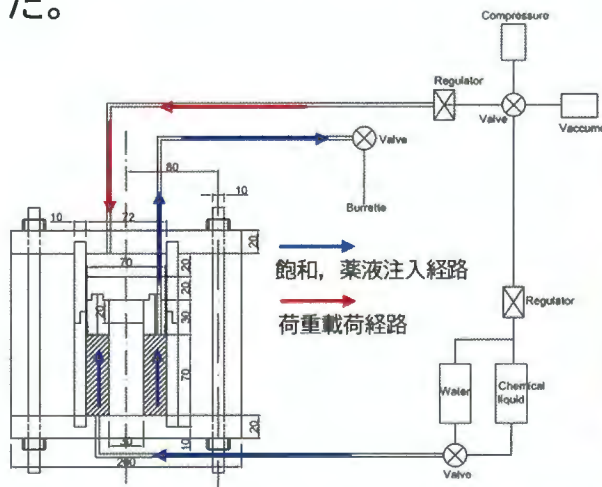 た。
Compressure
Regulator
Valve
Vaccume
Valve
80
10
Burrette
10
72
20
70
20
20
30
20
飽和，薬液注入経路
荷重載荷経路
Regulator
70
Water
Chemical
liquid
20
10
30
200
Valve